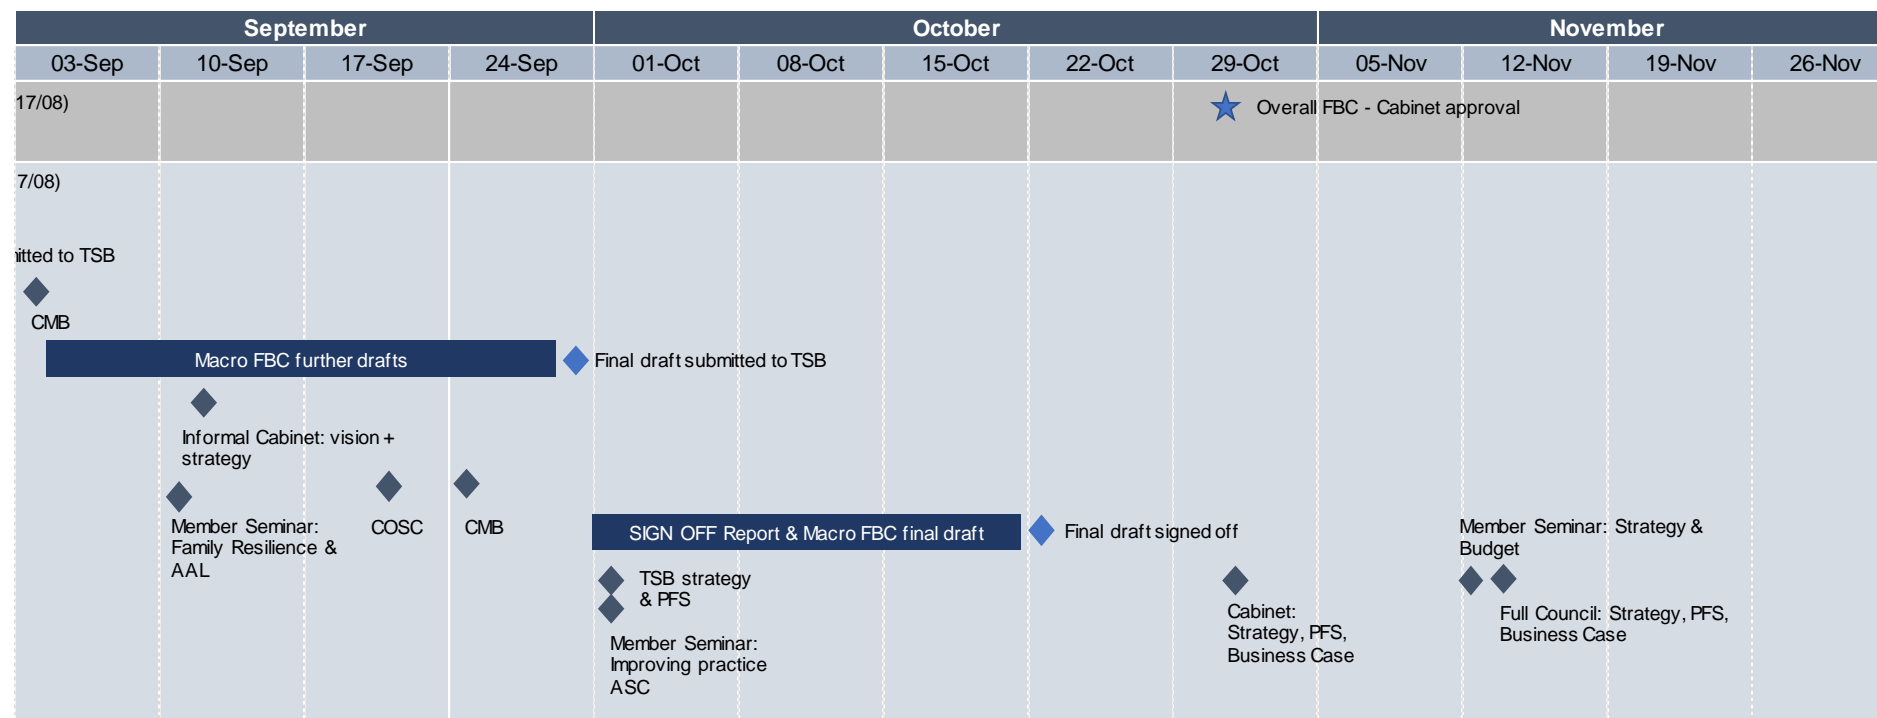 September October November
03-Sep 10-Sep 17-Sep 24-Sep 01-Oct 08-Oct 15-Oct 22-Oct 29-Oct 05-Nov 12-Nov 19-Nov 26-Nov
17/08)
Overall FBC - Cabinet approval
7/08)
itted to TSB
CMB
Macro FBC further drafts
Final draft submitted to TSB
Informal Cabinet: vision +
strategy
Member Seminar:
Family Resilience &
AAL
COSC
CMB
SIGN OFF Report & Macro FBC final draft
Final draft signed off
TSB strategy
& PFS
Member Seminar:
Improving practice
ASC
Cabinet:
Strategy, PFS,
Business Case
Member Seminar: Strategy &
Budget
Full Council: Strategy, PFS,
Business Case